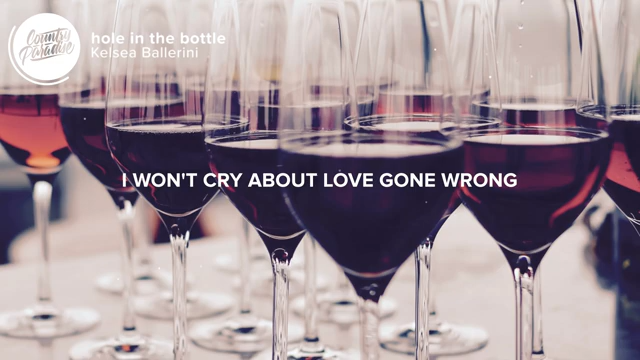 Country
Paradise
hole in the bottle
Kelsea Ballerini
I WON'T CRY ABOUT LOVE GONE WRONG